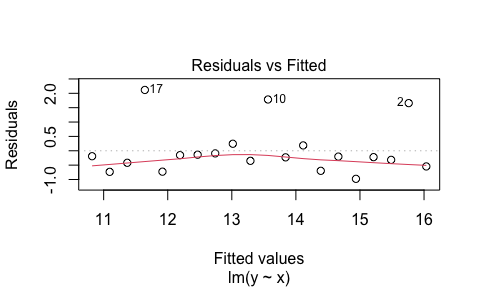 Residuals vs Fitted
Residuals
2.0
0.5
-1.0
17
10
2
11 12 13 14 15 16
Fitted values
lm(y ~ x)